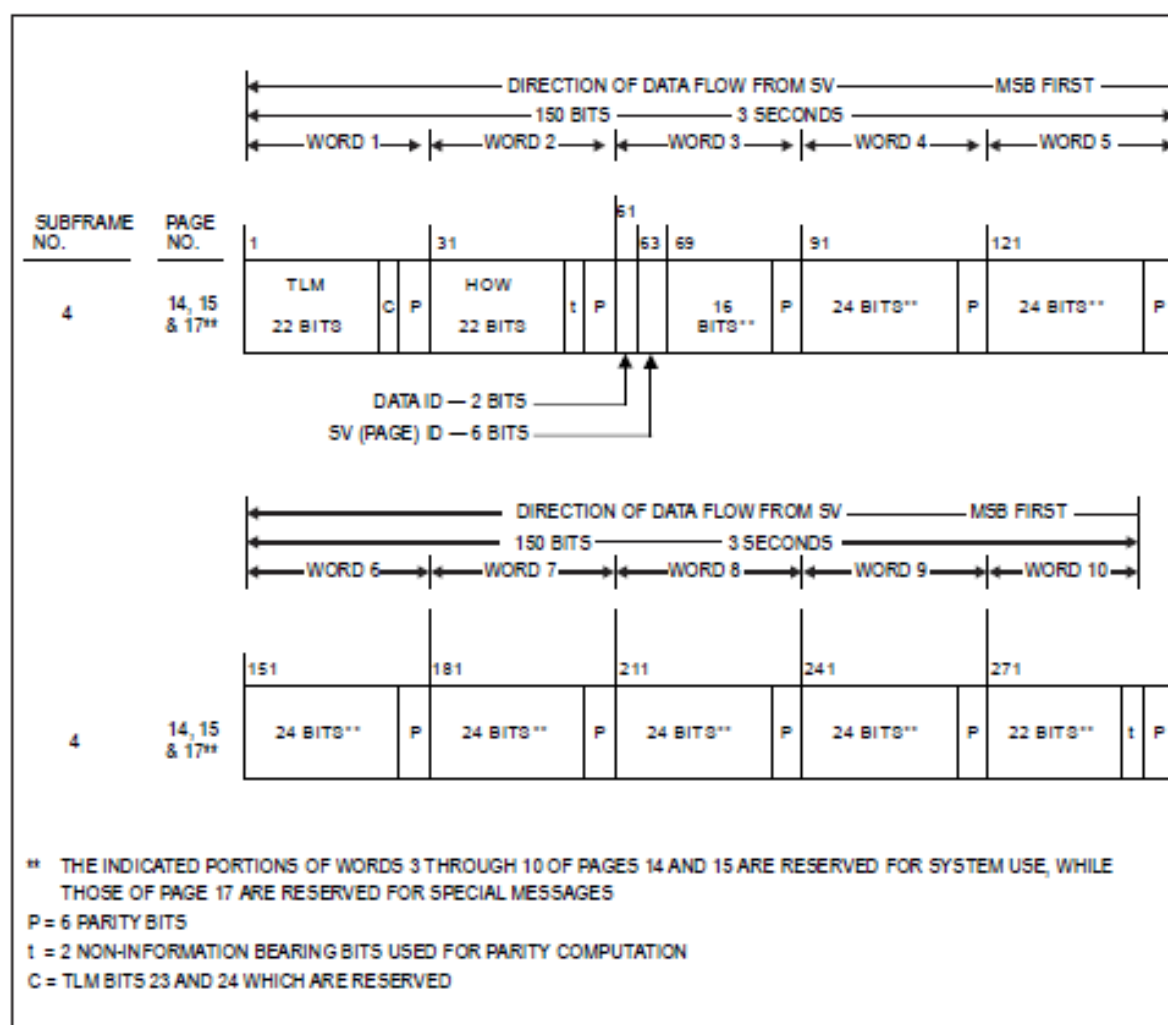 DIRECTION OF DATA FLOW FROM SV MSB FIRST
150 BITS 3 SECONDS
WORD 1 WORD 2 WORD 3 WORD 4 WORD 5
SUBFRAME NO. PAGE NO.
1 31 61 63 69 91 121
4 14, 15 & 17** TLM 22 BITS C P HOW 22 BITS t P 16 BITS** P 24 BITS** P 24 BITS** P
DATA ID — 2 BITS
SV (PAGE) ID — 6 BITS
DIRECTION OF DATA FLOW FROM SV MSB FIRST
150 BITS 3 SECONDS
WORD 6 WORD 7 WORD 8 WORD 9 WORD 10
151 181 211 241 271
4 14, 15 & 17** 24 BITS** P 24 BITS** P 24 BITS** P 24 BITS** P 22 BITS** t P
** THE INDICATED PORTIONS OF WORDS 3 THROUGH 10 OF PAGES 14 AND 15 ARE RESERVED FOR SYSTEM USE, WHILE
THOSE OF PAGE 17 ARE RESERVED FOR SPECIAL MESSAGES
P = 6 PARITY BITS
t = 2 NON-INFORMATION BEARING BITS USED FOR PARITY COMPUTATION
C = TLM BITS 23 AND 24 WHICH ARE RESERVED